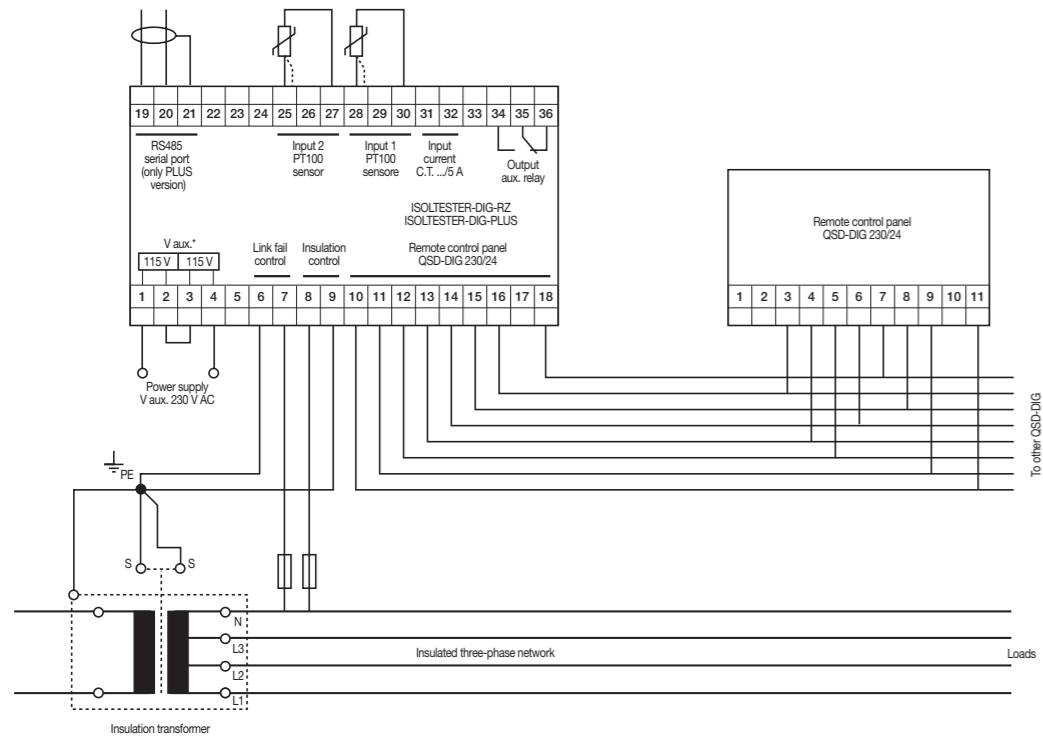 19 20 21 22 23 24 25 26 27 28 29 30 31 32 33 34 35 36
RS485
serial port
(only PLUS
version)
Input 2
PT100
sensor
Input 1
PT100
sensore
Input
current
C.T. .../5 A
Output
aux. relay
ISOLTESTER-DIG-RZ
ISOLTESTER-DIG-PLUS
V aux.*
115 V 115 V
Link fail
control
Insulation
control
Remote control panel
QSD-DIG 230/24
1 2 3 4 5 6 7 8 9 10 11 12 13 14 15 16 17 18
Remote control panel
QSD-DIG 230/24
1 2 3 4 5 6 7 8 9 10 11
Power supply
V aux. 230 V AC
To other QSD-DIG
PE
S S
N
L3
L2
L1
Insulated three-phase network
Loads
Insulation transformer